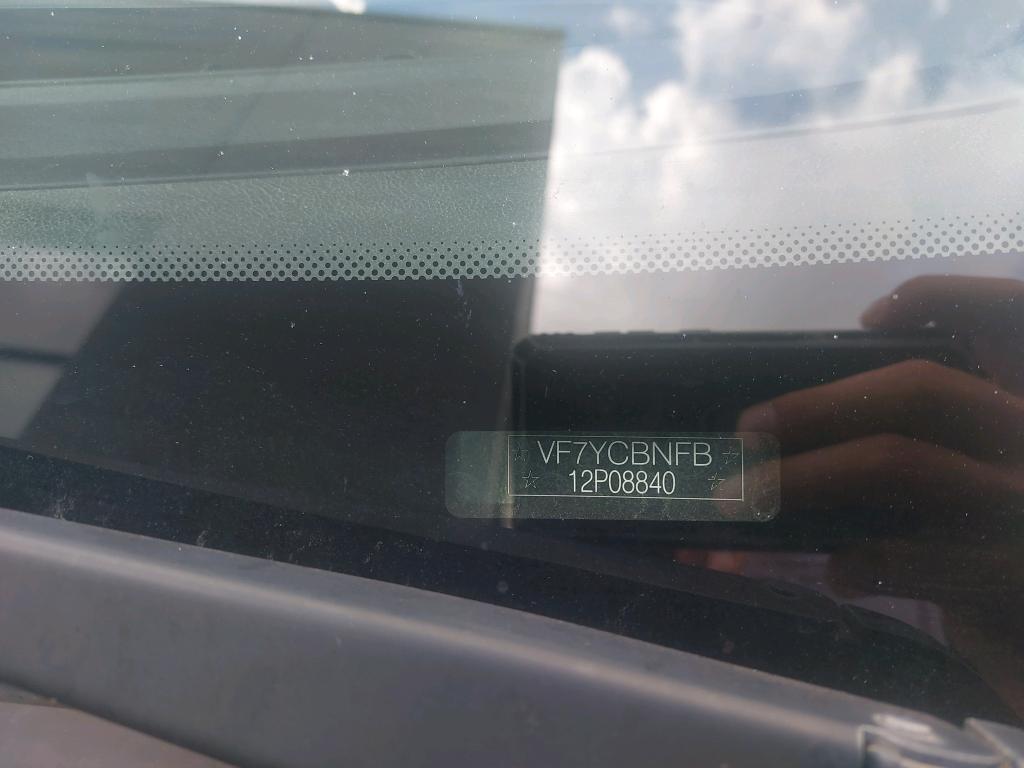 ☆ VF7YCBNFB ☆
☆ 12P08840 ☆